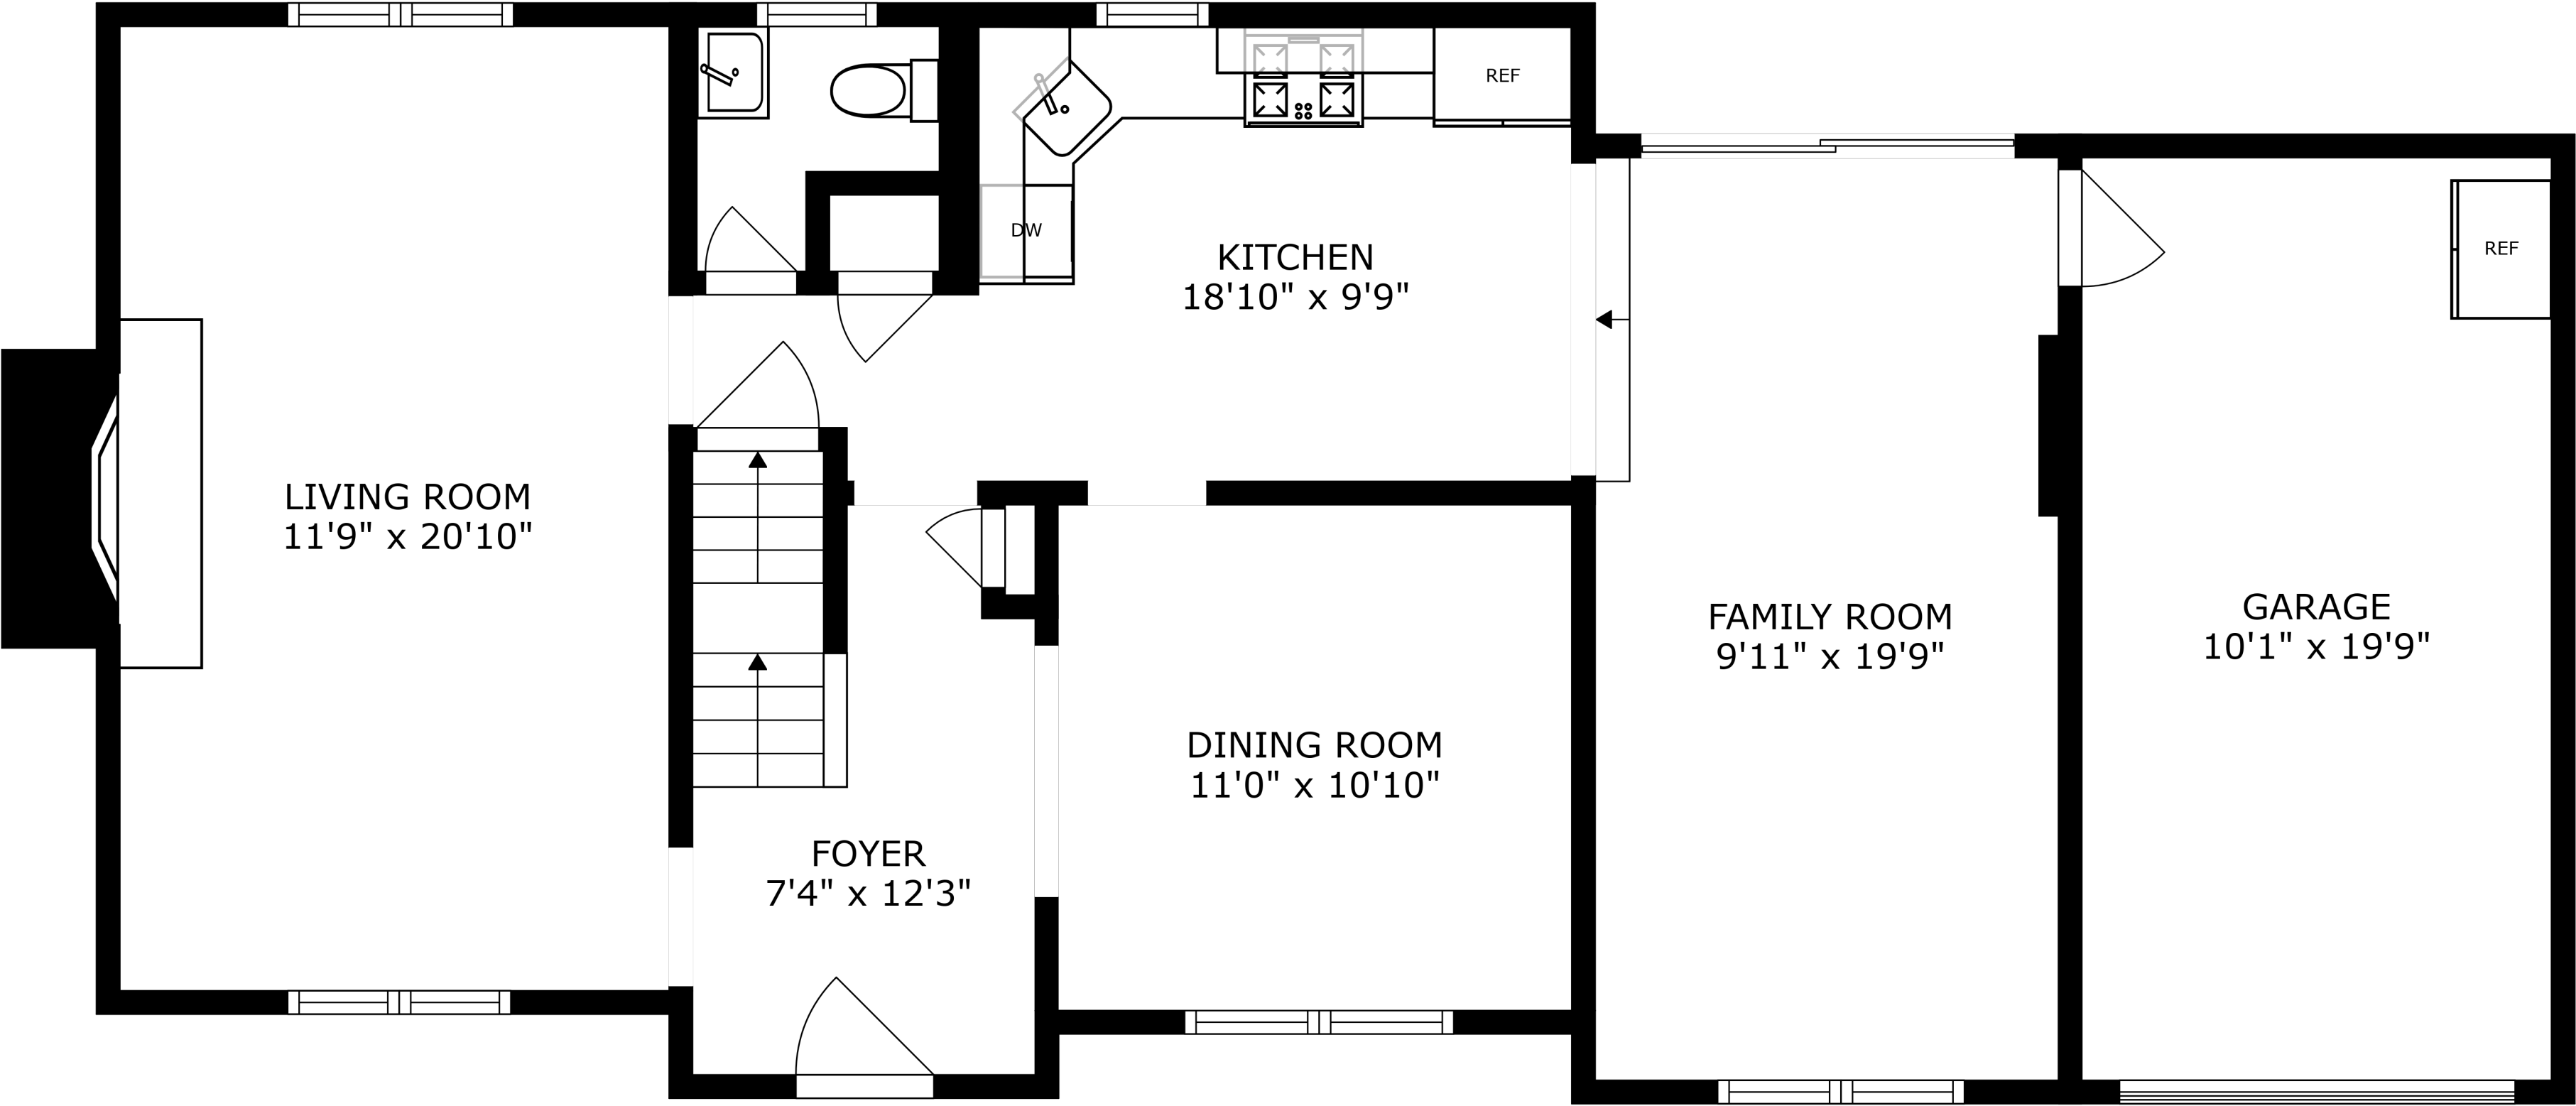 REF
DW
KITCHEN
18'10" x 9'9"
REF
LIVING ROOM
11'9" x 20'10"
FAMILY ROOM
9'11" x 19'9"
GARAGE
10'1" x 19'9"
DINING ROOM
11'0" x 10'10"
FOYER
7'4" x 12'3"